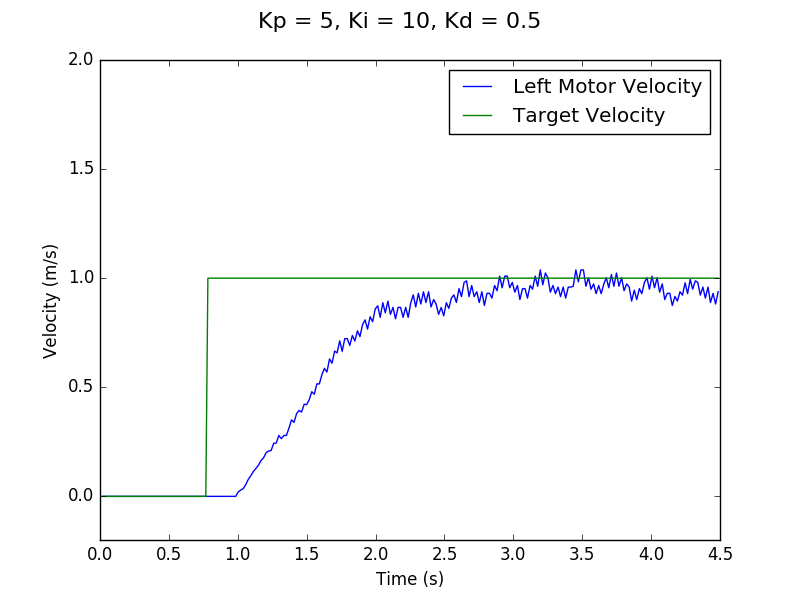 Kp = 5, Ki = 10, Kd = 0.5
Left Motor Velocity
Target Velocity
2.0
1.5
1.0
0.5
0.0
Velocity (m/s)
0.0 0.5 1.0 1.5 2.0 2.5 3.0 3.5 4.0 4.5
Time (s)